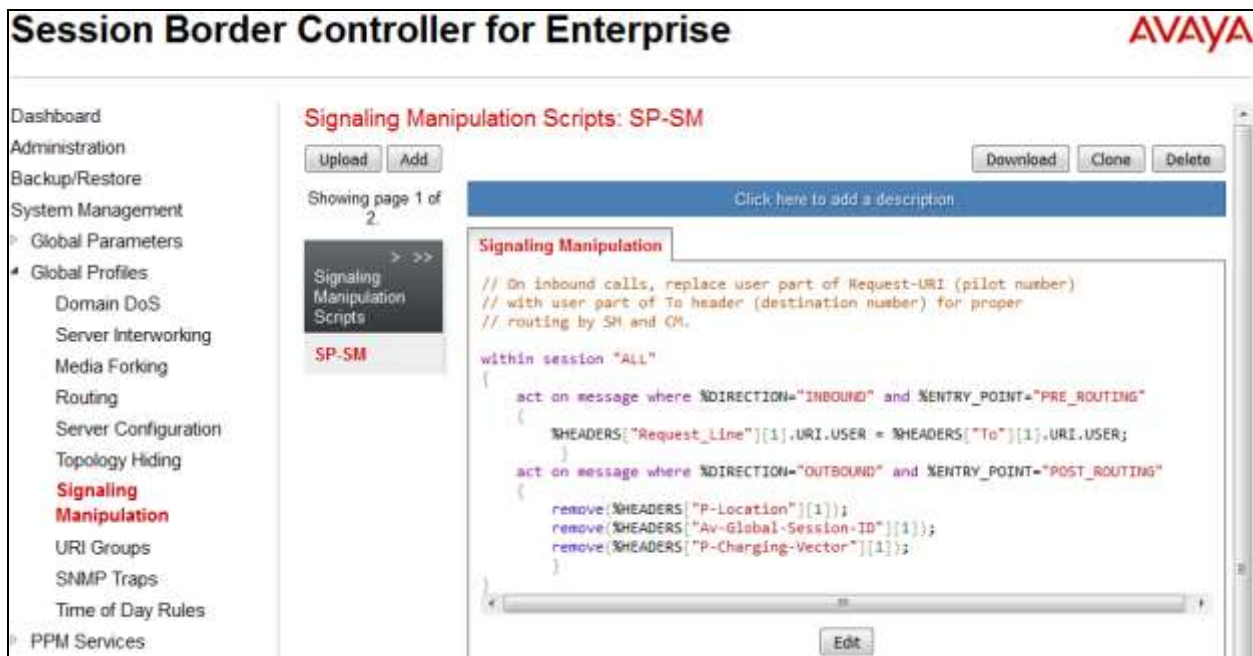 Session Border Controller for Enterprise
AVAYA
Dashboard
Administration
Backup/Restore
System Management
Global Parameters
Global Profiles
Domain DoS
Server Interworking
Media Forking
Routing
Server Configuration
Topology Hiding
Signaling
Manipulation
URI Groups
SNMP Traps
Time of Day Rules
PPM Services
Signaling Manipulation Scripts: SP-SM
Upload Add
Download Clone Delete
Showing page 1 of
2.
> >>
Signaling
Manipulation
Scripts
SP-SM
Click here to add a description.
Signaling Manipulation
// On inbound calls, replace user part of Request-URI (pilot number)
// with user part of To header (destination number) for proper
// routing by SM and CM.
within session "ALL"
{
act on message where %DIRECTION="INBOUND" and %ENTRY_POINT="PRE_ROUTING"
{
%HEADERS["Request_Line"][1].URI.USER = %HEADERS["To"][1].URI.USER;
}
act on message where %DIRECTION="OUTBOUND" and %ENTRY_POINT="POST_ROUTING"
{
remove(%HEADERS["P-Location"][1]);
remove(%HEADERS["Av-Global-Session-ID"][1]);
remove(%HEADERS["P-Charging-Vector"][1]);
}
}
Edit